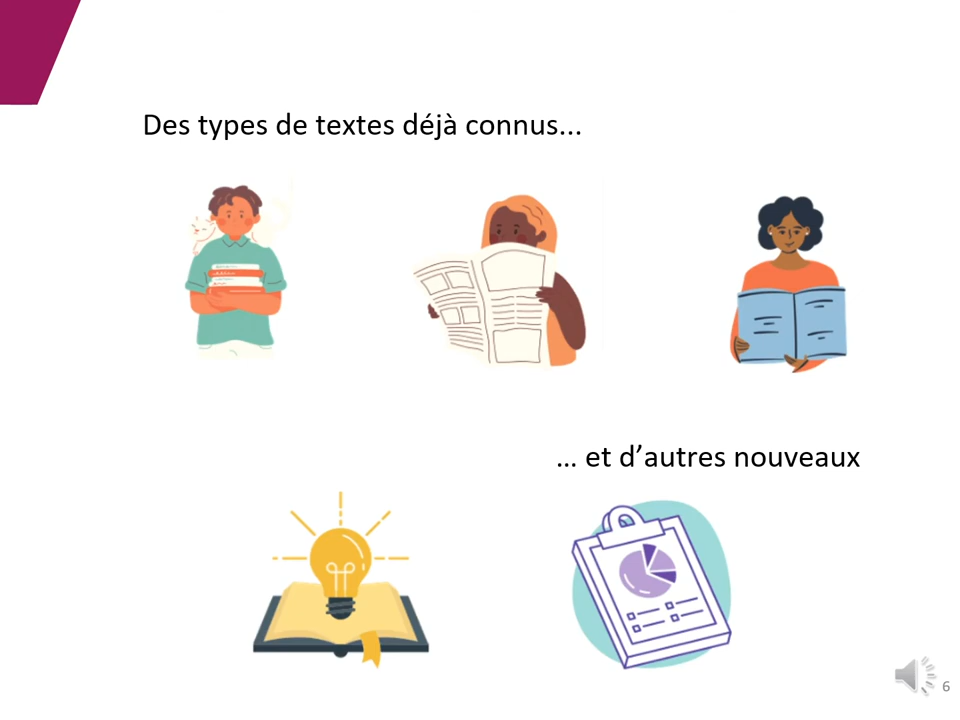 Des types de textes déjà connus...
... et d’autres nouveaux
6